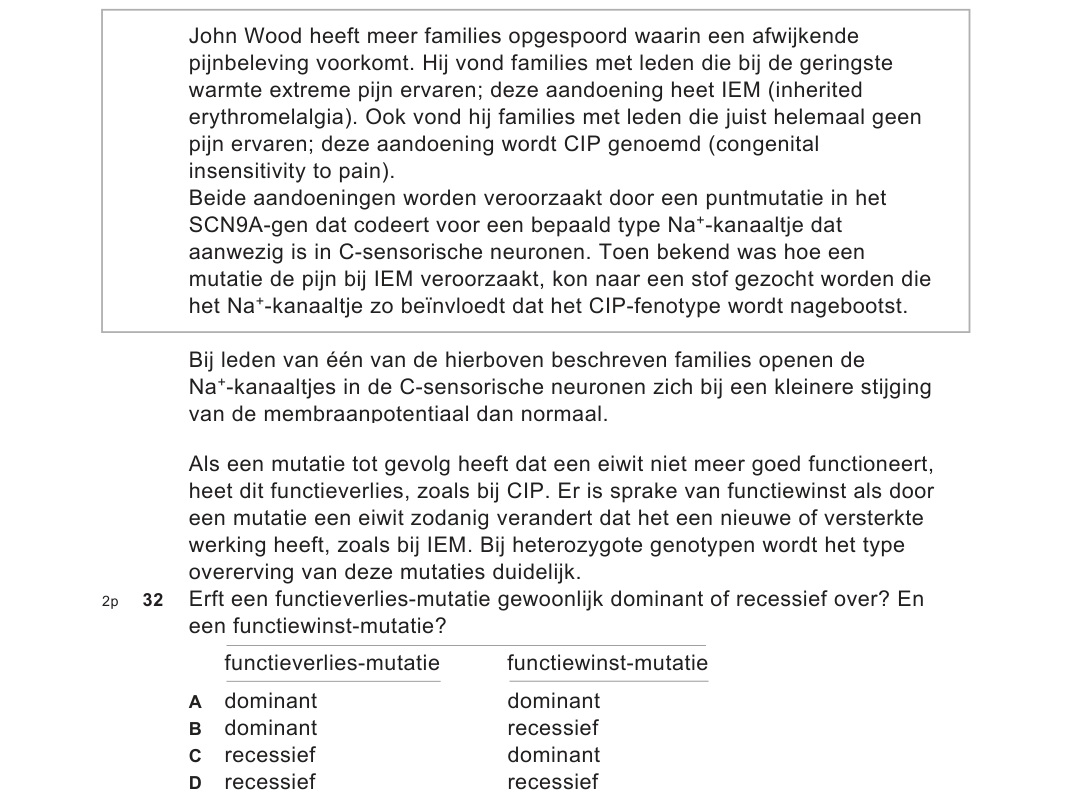 John Wood heeft meer families opgespoord waarin een afwijkende
pijnbeleving voorkomt. Hij vond families met leden die bij de geringste
warmte extreme pijn ervaren; deze aandoening heet IEM (inherited
erythromelalgia). Ook vond hij families met leden die juist helemaal geen
pijn ervaren; deze aandoening wordt CIP genoemd (congenital
insensitivity to pain).
Beide aandoeningen worden veroorzaakt door een puntmutatie in het
SCN9A-gen dat codeert voor een bepaald type Na⁺-kanaaltje dat
aanwezig is in C-sensorische neuronen. Toen bekend was hoe een
mutatie de pijn bij IEM veroorzaakt, kon naar een stof gezocht worden die
het Na⁺-kanaaltje zo beïnvloedt dat het CIP-fenotype wordt nagebootst.
Bij leden van één van de hierboven beschreven families openen de
Na⁺-kanaaltjes in de C-sensorische neuronen zich bij een kleinere stijging
van de membraanpotentiaal dan normaal.
Als een mutatie tot gevolg heeft dat een eiwit niet meer goed functioneert,
heet dit functieverlies, zoals bij CIP. Er is sprake van functiewinst als door
een mutatie een eiwit zodanig verandert dat het een nieuwe of versterkte
werking heeft, zoals bij IEM. Bij heterozygote genotypen wordt het type
overerving van deze mutaties duidelijk.
2p 32 Erft een functieverlies-mutatie gewoonlijk dominant of recessief over? En
een functiewinst-mutatie?
functieverlies-mutatie functiewinst-mutatie
A dominant dominant
B dominant recessief
C recessief dominant
D recessief recessief